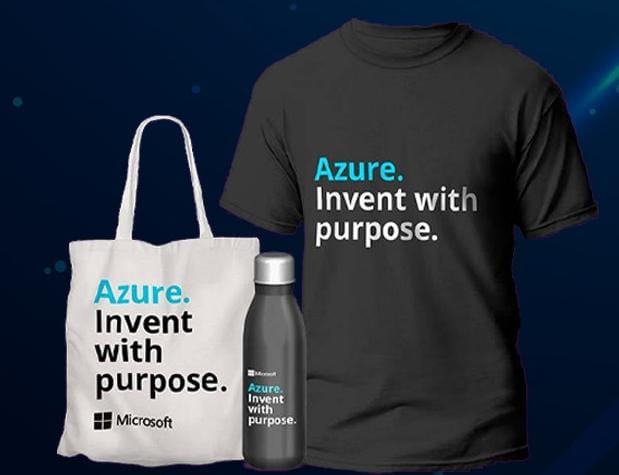 Azure.
Invent with
purpose.
Azure.
Invent
with
purpose.
Microsoft
Microsoft
Azure.
Invent
with
purpose.